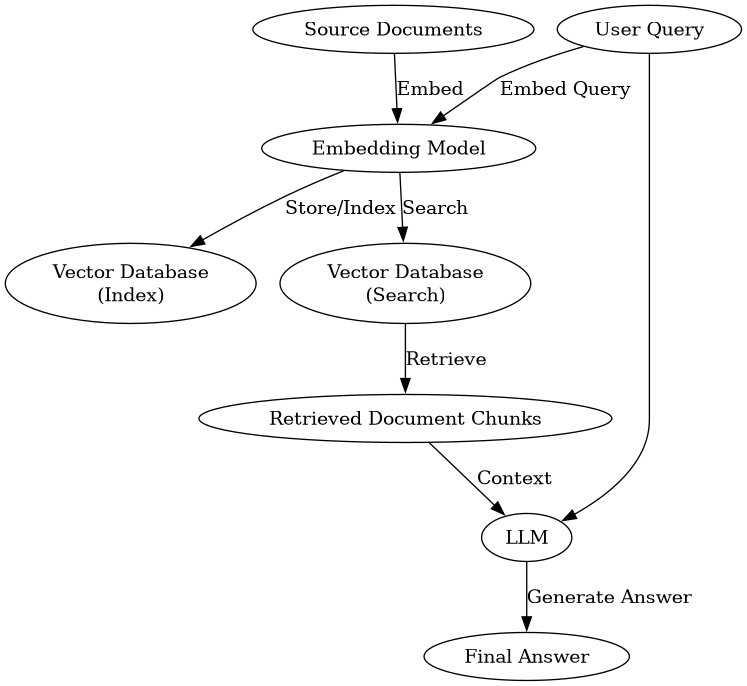 Source Documents
User Query
Embed
Embed Query
Embedding Model
Store/Index
Search
Vector Database
(Index)
Vector Database
(Search)
Retrieve
Retrieved Document Chunks
Context
LLM
Generate Answer
Final Answer